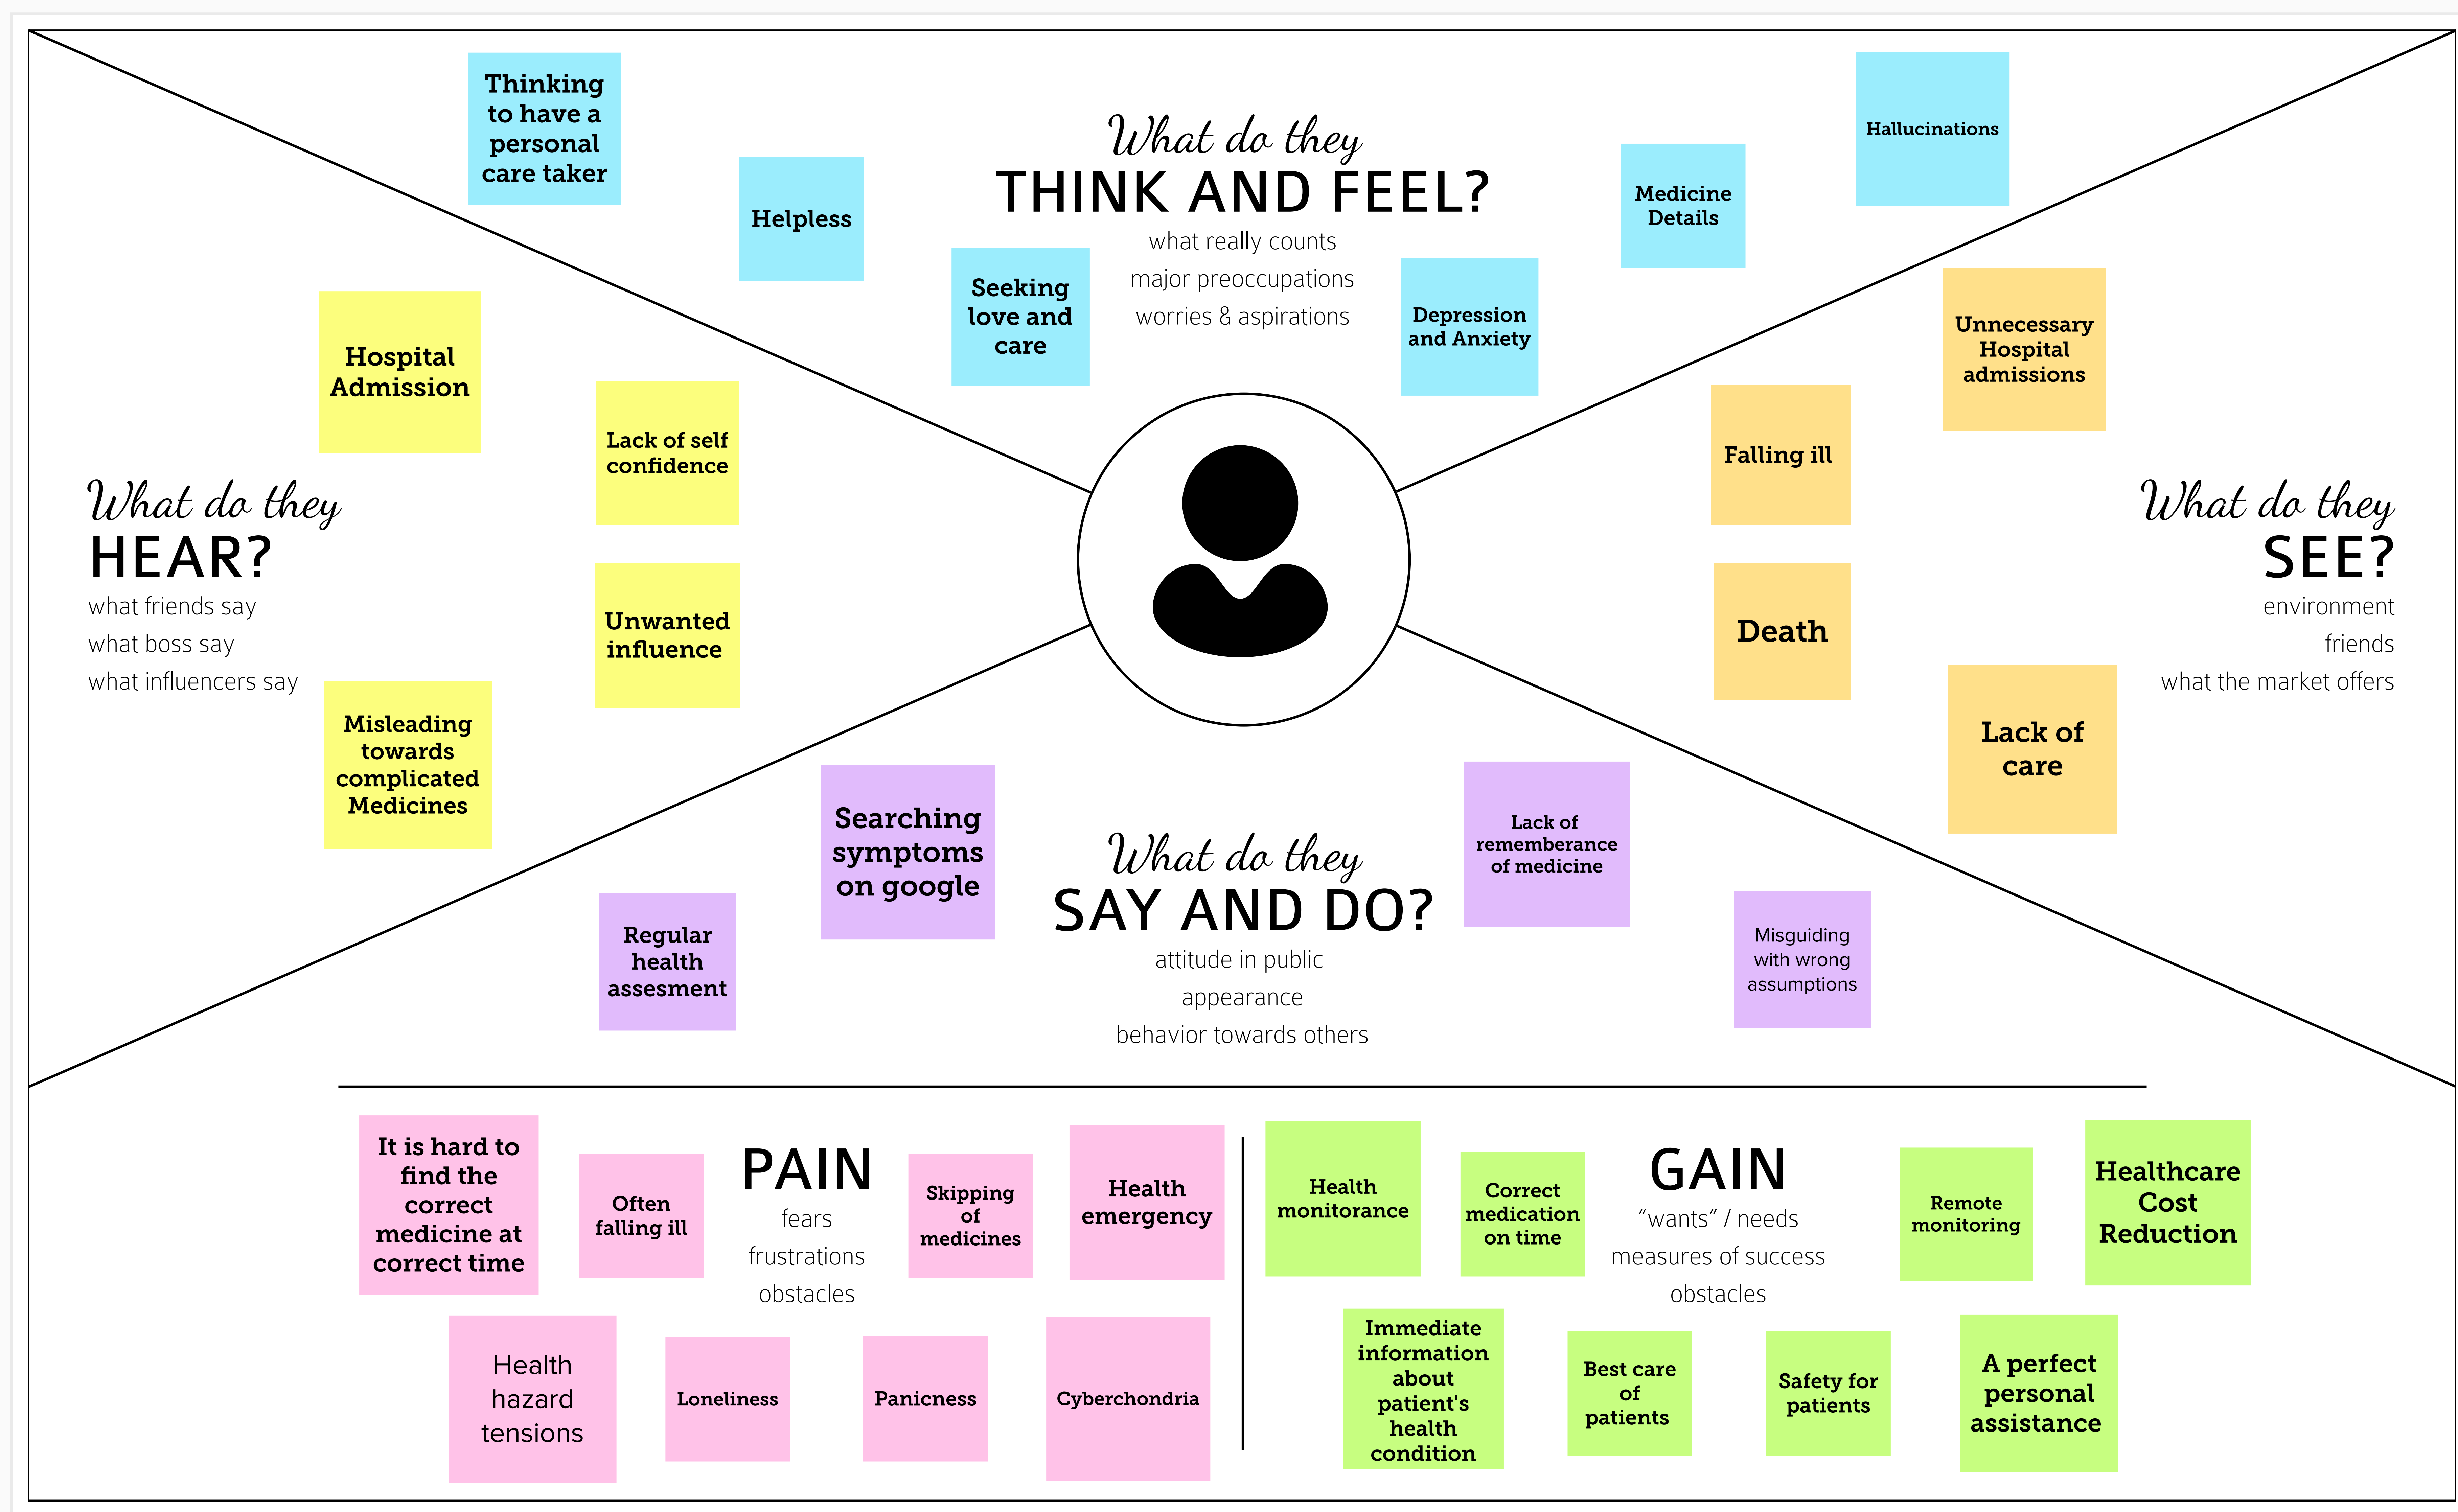 Thinking
to have a
personal
care taker
Helpless
Seeking
love and
care
What do they
THINK AND FEEL?
what really counts
major preoccupations
worries & aspirations
Depression
and Anxiety
Medicine
Details
Hallucinations
Hospital
Admission
Lack of self
confidence
What do they
HEAR?
what friends say
what boss say
what influencers say
Unwanted
influence
Misleading
towards
complicated
Medicines
Unnecessary
Hospital
admissions
Falling ill
What do they
SEE?
environment
friends
what the market offers
Death
Lack of
care
Searching
symptoms
on google
Regular
health
assesment
What do they
SAY AND DO?
attitude in public
appearance
behavior towards others
Lack of
rememberance
of medicine
Misguiding
with wrong
assumptions
It is hard to
find the
correct
medicine at
correct time
Often
falling ill
PAIN
fears
frustrations
obstacles
Skipping
of
medicines
Health
emergency
Health
hazard
tensions
Loneliness
Panicness
Cyberchondria
Health
monitorance
Correct
medication
on time
GAIN
“wants” / needs
measures of success
obstacles
Remote
monitoring
Healthcare
Cost
Reduction
Immediate
information
about
patient's
health
condition
Best care
of
patients
Safety for
patients
A perfect
personal
assistance